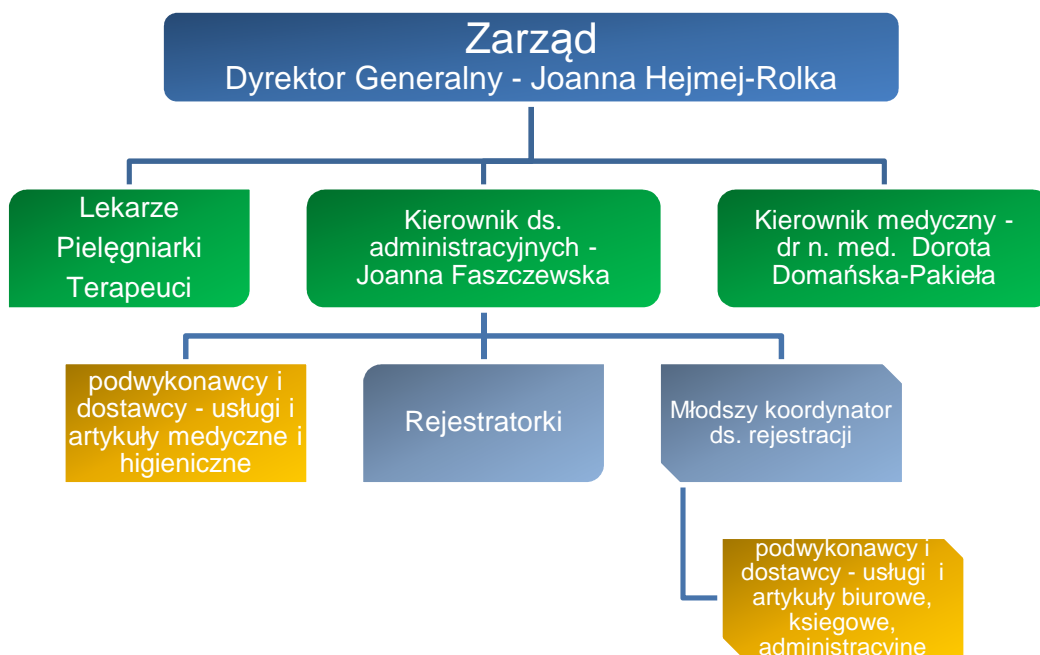 Zarząd
Dyrektor Generalny - Joanna Hejmej-Rolka
Lekarze
Pielęgniarki
Terapeuci
Kierownik ds.
administracyjnych -
Joanna Faszczewska
Kierownik medyczny -
dr n. med. Dorota
Domańska-Pakieła
podwykonawcy i
dostawcy - usługi i
artykuły medyczne i
higieniczne
Rejestratorki
Młodszy koordynator
ds. rejestracji
podwykonawcy i
dostawcy - usługi i
artykuły biurowe,
ksiegowe,
administracyjne